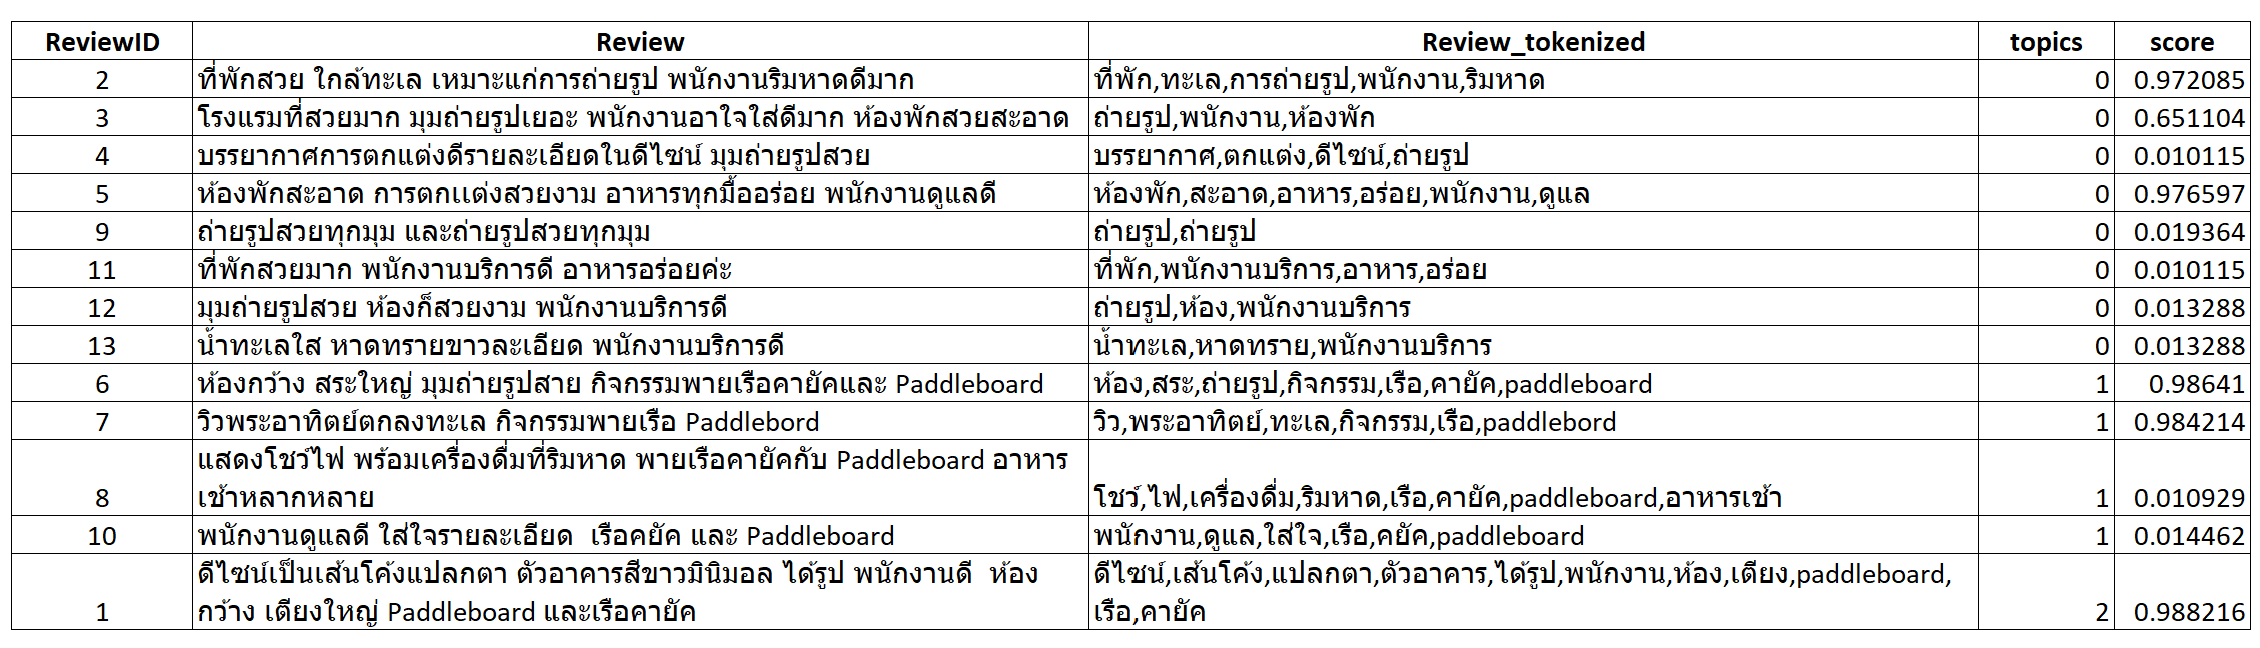 ReviewID Review Review_tokenized topics score
2 ที่พักสวย ใกล้ทะเล เหมาะแก่การถ่ายรูป พนักงานริมหาดดีมาก ที่พัก,ทะเล,การถ่ายรูป,พนักงาน,ริมหาด 0 0.972085
3 โรงแรมที่สวยมาก มุมถ่ายรูปเยอะ พนักงานอาใจใส่ดีมาก ห้องพักสวยสะอาด ถ่ายรูป,พนักงาน,ห้องพัก 0 0.651104
4 บรรยากาศการตกแต่งดีรายละเอียดในดีไซน์ มุมถ่ายรูปสวย บรรยากาศ,ตกแต่ง,ดีไซน์,ถ่ายรูป 0 0.010115
5 ห้องพักสะอาด การตกแต่งสวยงาม อาหารทุกมื้ออร่อย พนักงานดูแลดี ห้องพัก,สะอาด,อาหาร,อร่อย,พนักงาน,ดูแล 0 0.976597
9 ถ่ายรูปสวยทุกมุม และถ่ายรูปสวยทุกมุม ถ่ายรูป,ถ่ายรูป 0 0.019364
11 ที่พักสวยมาก พนักงานบริการดี อาหารอร่อยค่ะ ที่พัก,พนักงานบริการ,อาหาร,อร่อย 0 0.010115
12 มุมถ่ายรูปสวย ห้องก็สวยงาม พนักงานบริการดี ถ่ายรูป,ห้อง,พนักงานบริการ 0 0.013288
13 น้ำทะเลใส หาดทรายขาวละเอียด พนักงานบริการดี น้ำทะเล,หาดทราย,พนักงานบริการ 0 0.013288
6 ห้องกว้าง สระใหญ่ มุมถ่ายรูปสาย กิจกรรมพายเรือคายัคและ Paddleboard ห้อง,สระ,ถ่ายรูป,กิจกรรม,เรือ,คายัค,paddleboard 1 0.98641
7 วิวพระอาทิตย์ตกลงทะเล กิจกรรมพายเรือ Paddlebord วิว,พระอาทิตย์,ทะเล,กิจกรรม,เรือ,paddlebord 1 0.984214
แสดงโชว์ไฟ พร้อมเครื่องดื่มที่ริมหาด พายเรือคายัคกับ Paddleboard อาหาร
8 เช้าหลากหลาย โชว์,ไฟ,เครื่องดื่ม,ริมหาด,เรือ,คายัค,paddleboard,อาหารเช้า 1 0.010929
10 พนักงานดูแลดี ใส่ใจรายละเอียด เรือคยัค และ Paddleboard พนักงาน,ดูแล,ใส่ใจ,เรือ,คยัค,paddleboard 1 0.014462
ดีไซน์เป็นเส้นโค้งแปลกตา ตัวอาคารสีขาวมินิมอล ได้รูป พนักงานดี ห้อง ดีไซน์,เส้นโค้ง,แปลกตา,ตัวอาคาร,ได้รูป,พนักงาน,ห้อง,เตียง,paddleboard,
1 กว้าง เตียงใหญ่ Paddleboard และเรือคายัค เรือ,คายัค 2 0.988216